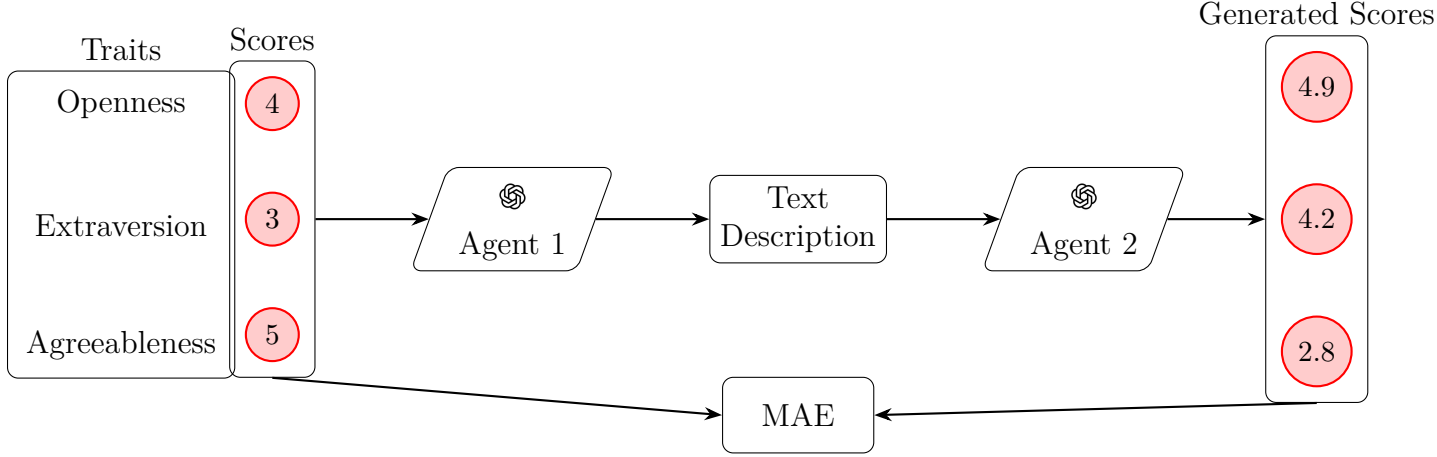 Traits
Scores
Generated Scores
Openness
4
4.9
Extraversion
3
Agent 1
Text
Description
Agent 2
4.2
Agreeableness
5
2.8
MAE